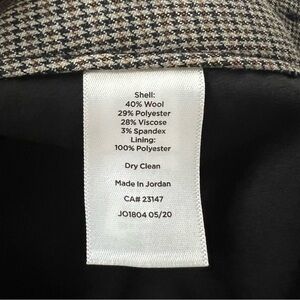 Shell:
40% Wool
29% Polyester
28% Viscose
3% Spandex
Lining:
100% Polyester
Dry Clean
Made In Jordan
CA# 23147
JO1804 05/20